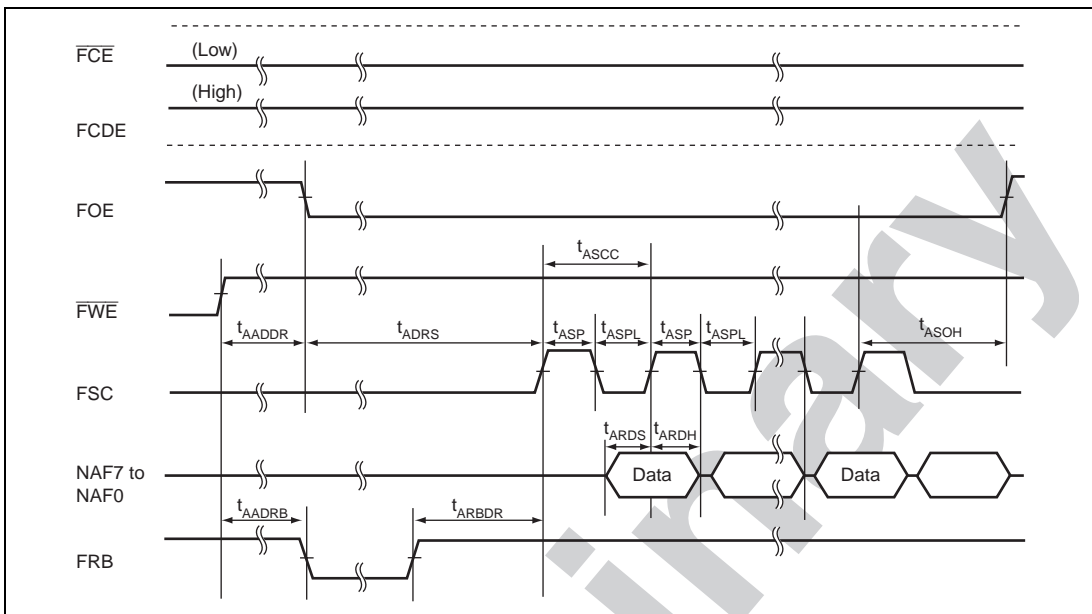 FCE (Low)
(High)
FCDE
FOE
tASCC
FWE
tAADDR tADRS tASP tASPL tASP tASPL tASOH
FSC
tARDS tARDH
NAF7 to
NAF0
Data Data
tAADRB tARBDR
FRB
inary